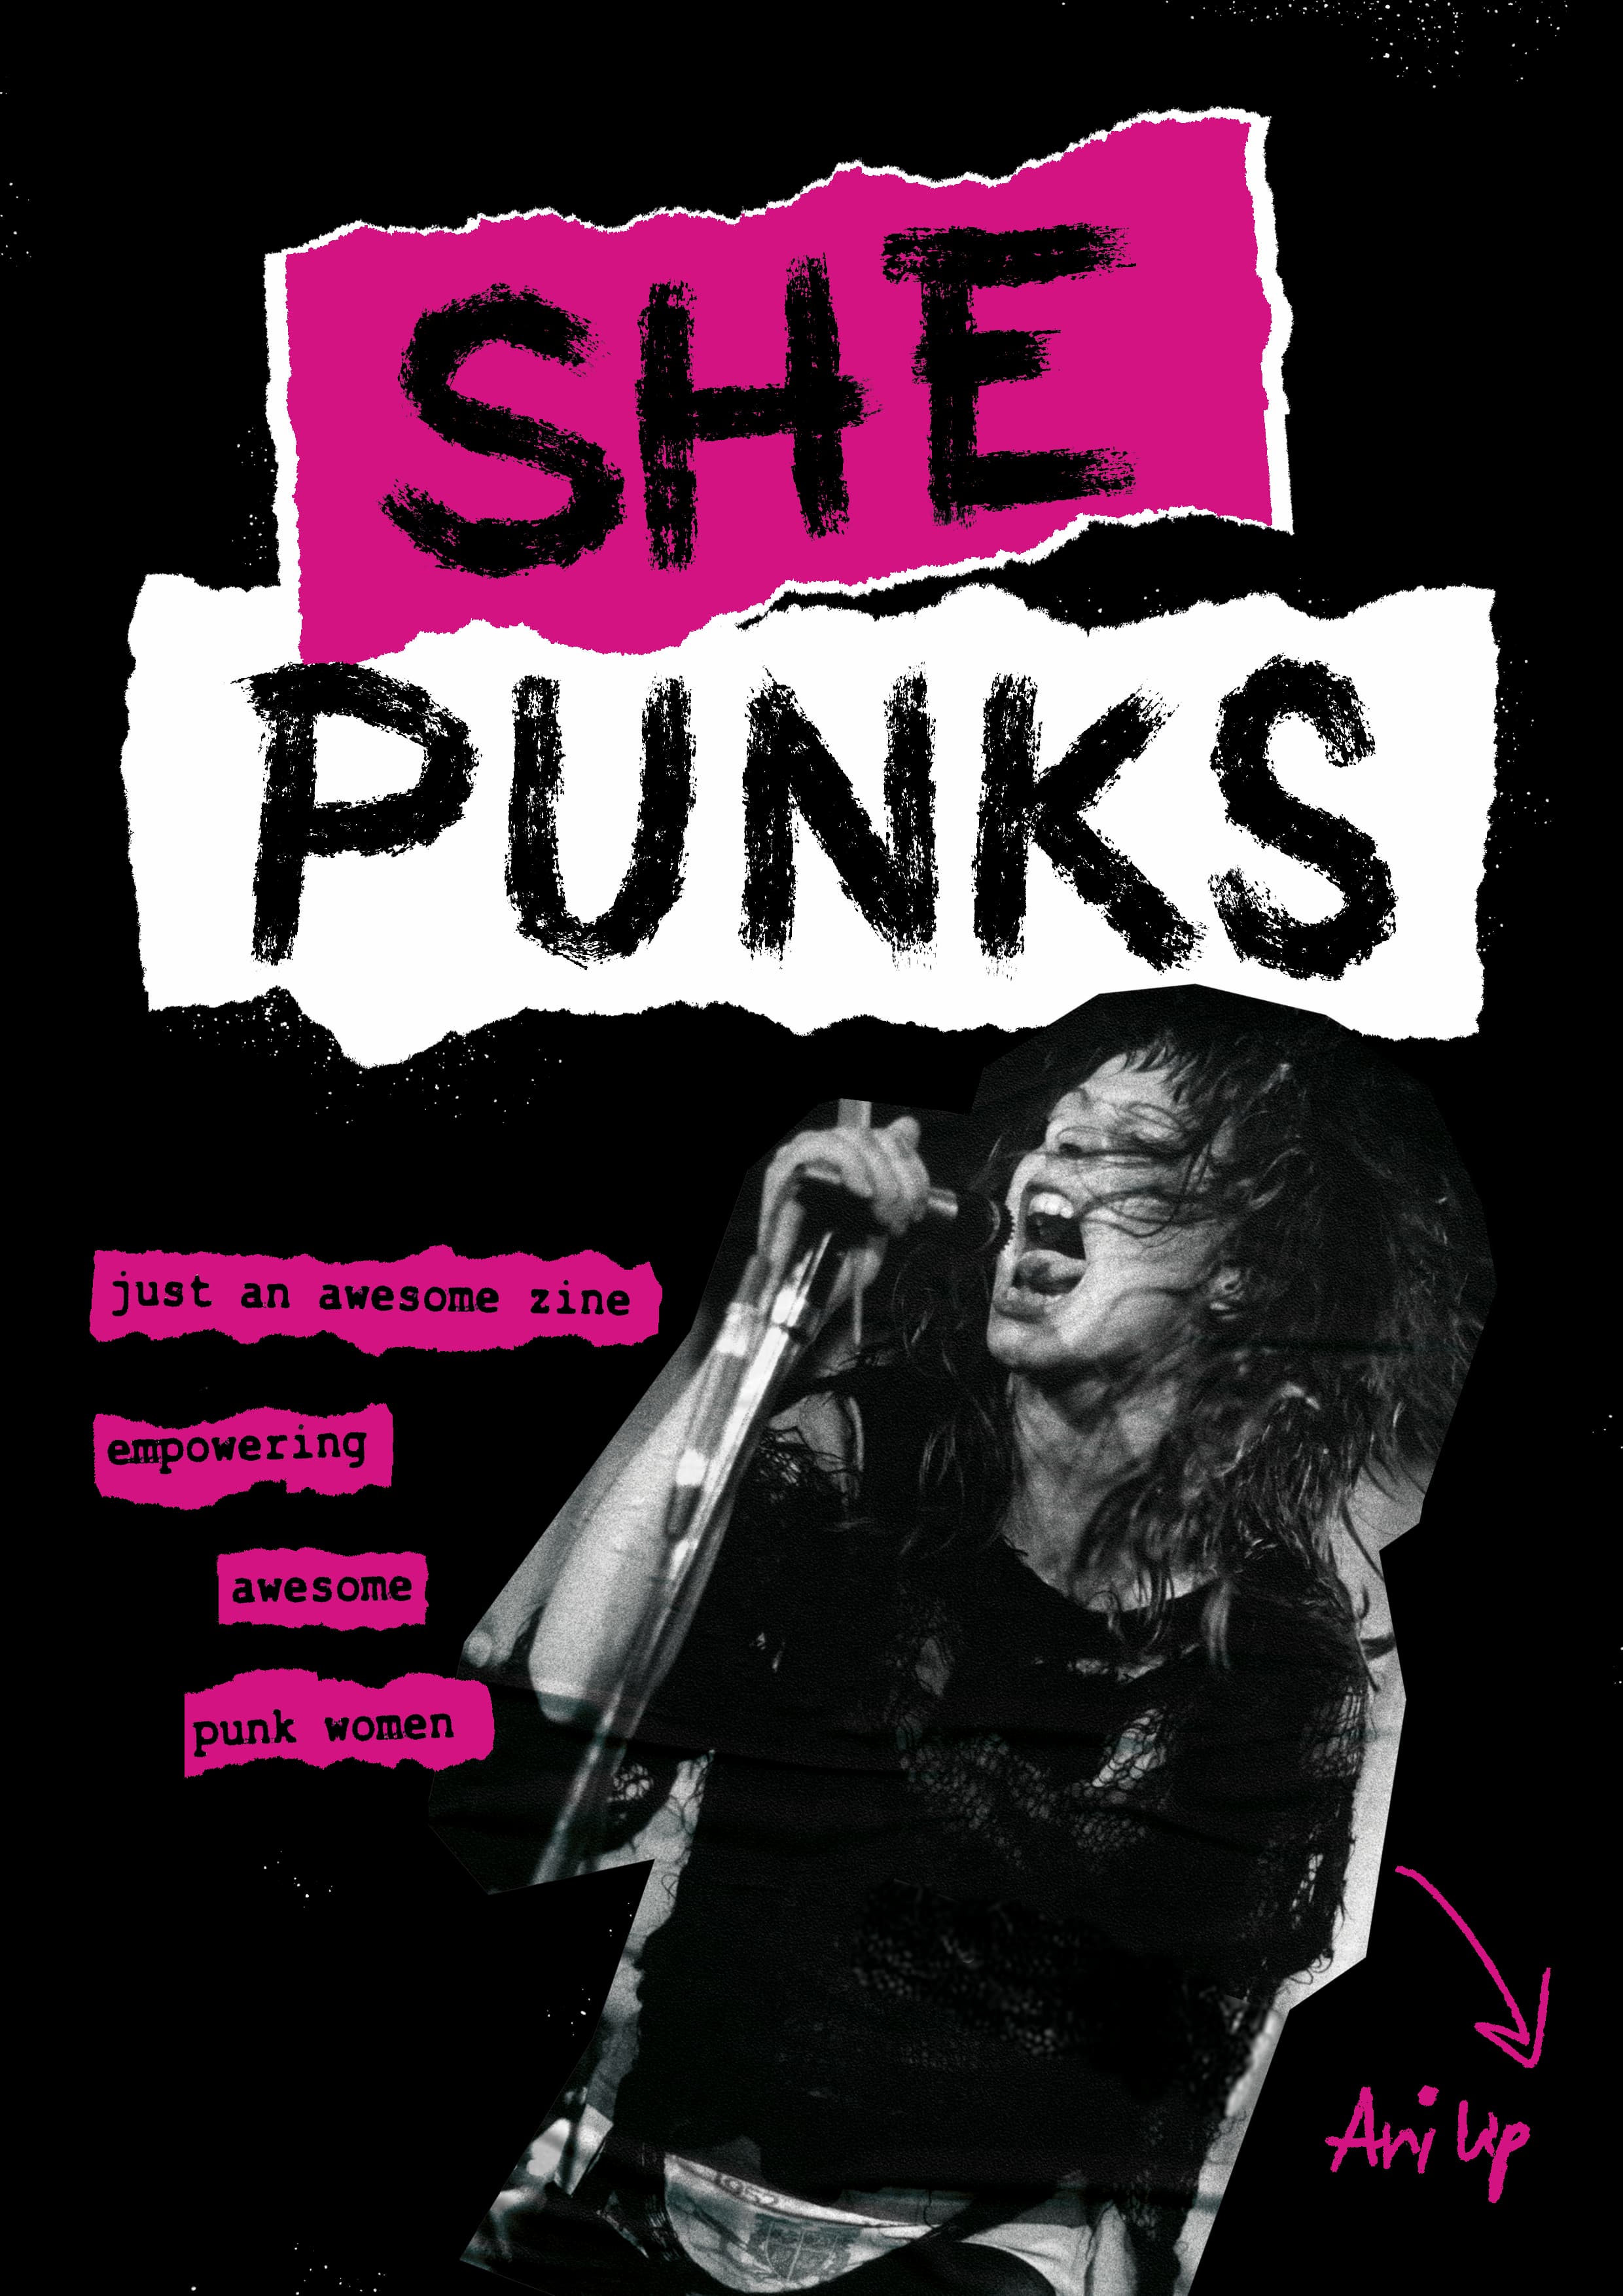 SHE
PUNKS
just an awesome zine
empowering
awesome
punk women
Ari Up